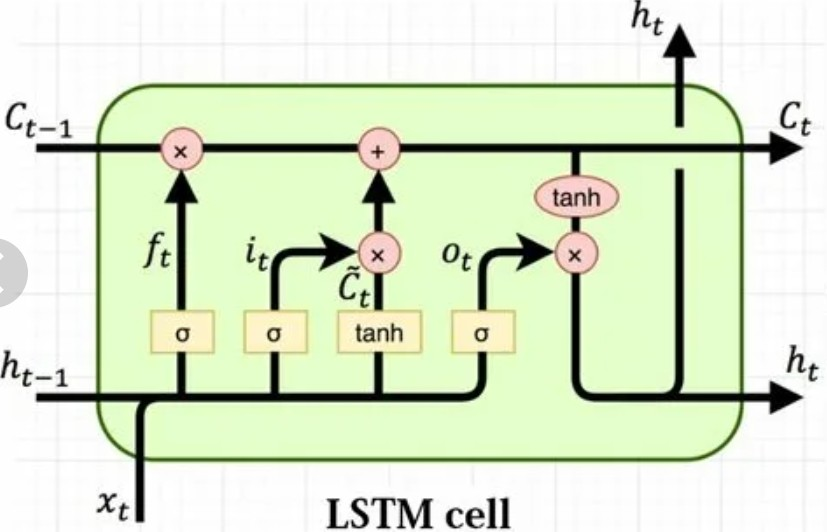 h_t
C_{t-1}
C_t
×
+
tanh
f_t
i_t
×
o_t
×
C̃_t
σ
σ
tanh
σ
h_{t-1}
h_t
x_t
LSTM cell